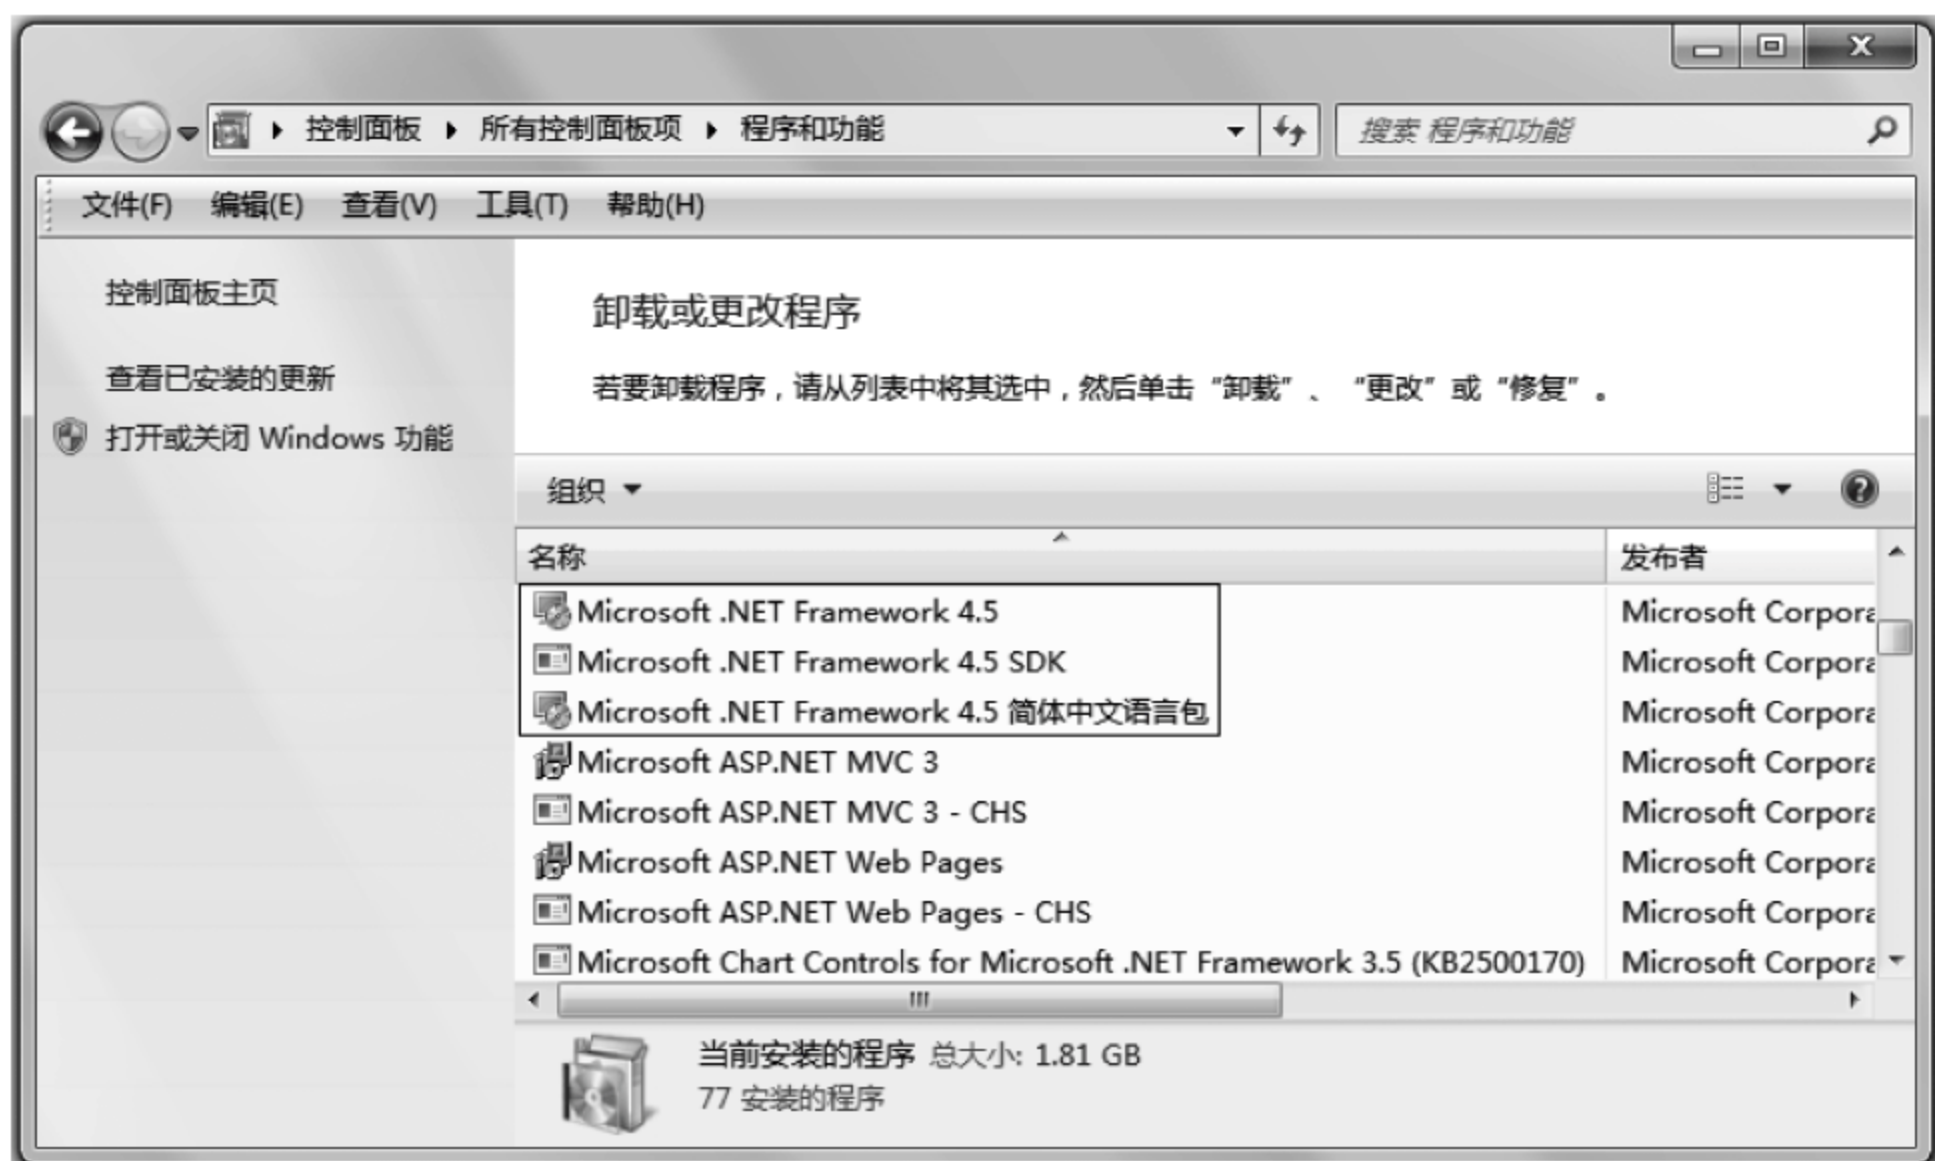 控制面板 所有控制面板项 程序和功能 搜索 程序和功能
文件(F) 编辑(E) 查看(V) 工具(T) 帮助(H)
控制面板主页
查看已安装的更新
打开或关闭 Windows 功能
卸载或更改程序
若要卸载程序，请从列表中将其选中，然后单击“卸载”、“更改”或“修复”。
组织
名称 发布者
Microsoft .NET Framework 4.5 Microsoft Corpora
Microsoft .NET Framework 4.5 SDK Microsoft Corpora
Microsoft .NET Framework 4.5 简体中文语言包 Microsoft Corpora
Microsoft ASP.NET MVC 3 Microsoft Corpora
Microsoft ASP.NET MVC 3 - CHS Microsoft Corpora
Microsoft ASP.NET Web Pages Microsoft Corpora
Microsoft ASP.NET Web Pages - CHS Microsoft Corpora
Microsoft Chart Controls for Microsoft .NET Framework 3.5 (KB2500170) Microsoft Corpora
当前安装的程序 总大小: 1.81 GB
77 安装的程序